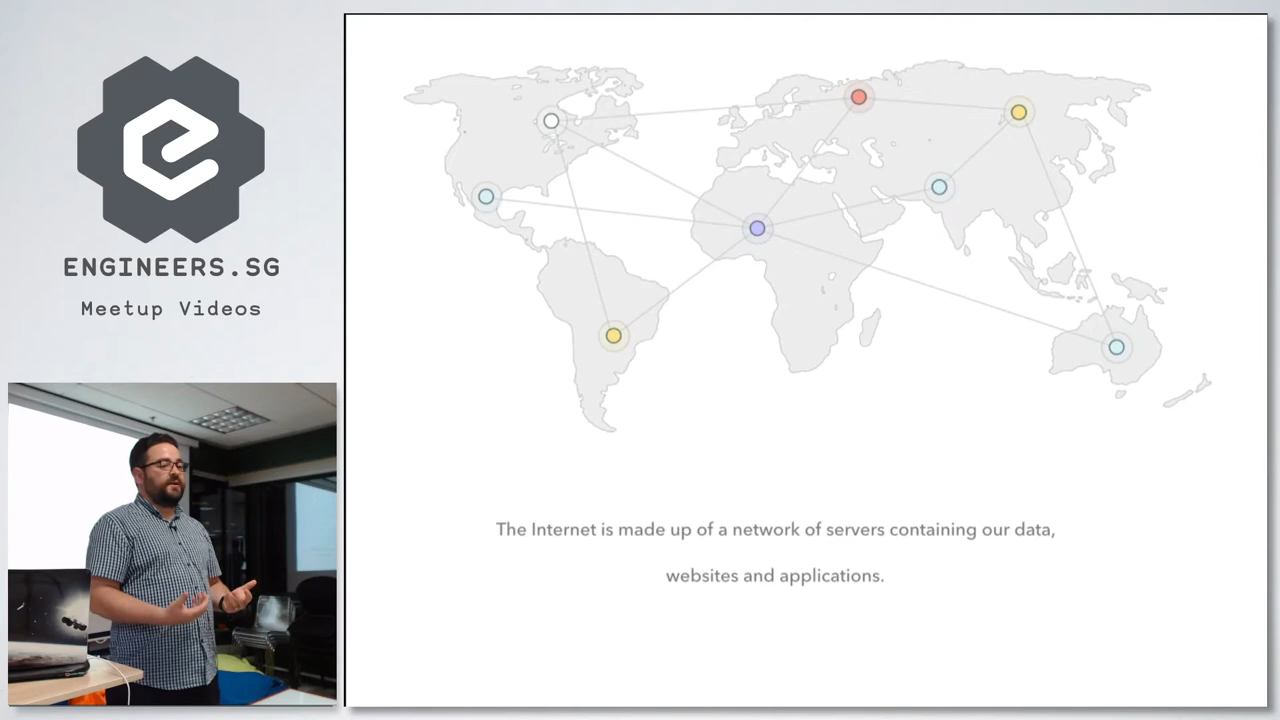 ENGINEERS.SG
Meetup Videos
The Internet is made up of a network of servers containing our data,
websites and applications.